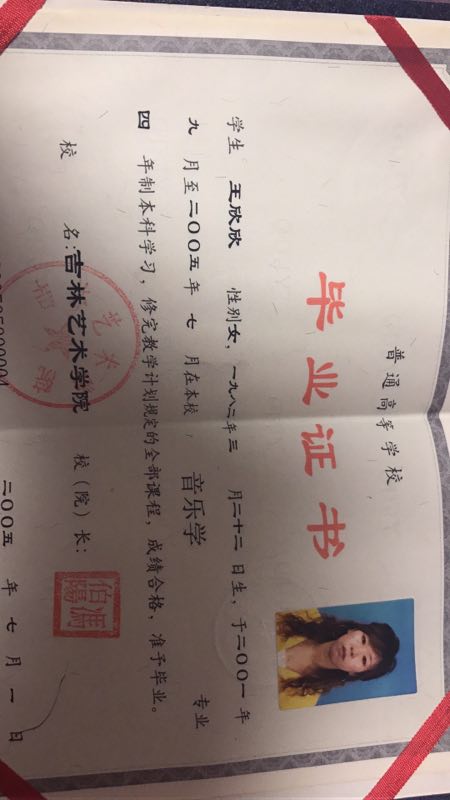 普通高等学校
毕业证书
学生 王欣欣 性别女,一九八二年三 月二十二日生,于二〇〇一年
九 月至二〇〇五年 七 月在本校 音乐学 专业
四 年制本科学习,修完教学计划规定的全部课程,成绩合格,准予毕业。
校 名:吉林艺术学院 校(院)长:
伯冯阳
二〇〇五 年 七 月 一 日